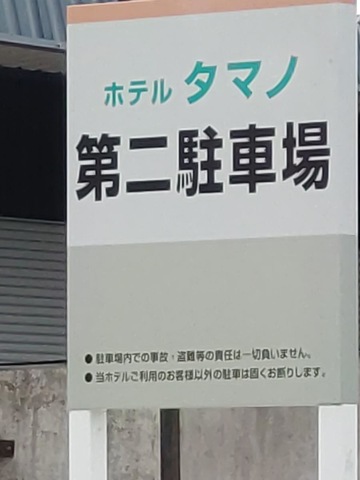 ホテル タマノ
第二駐車場
● 駐車場内での事故・盗難等の責任は一切負いません。
● 当ホテルご利用のお客様以外の駐車は固くお断りします。